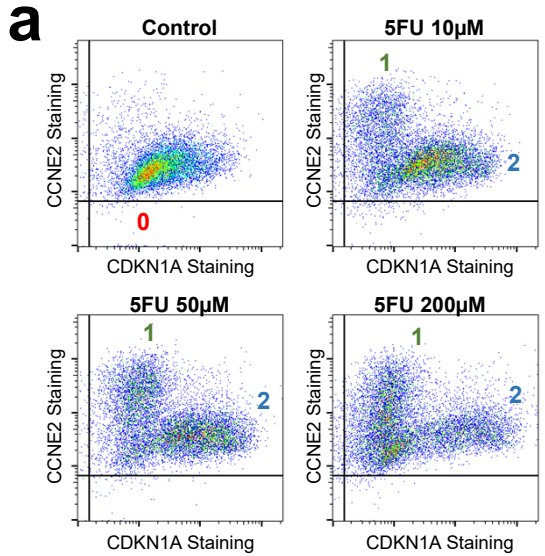 a
Control
CCNE2 Staining
0
CDKN1A Staining
5FU 10µM
1
CCNE2 Staining
2
CDKN1A Staining
5FU 50µM
1
2
CCNE2 Staining
CDKN1A Staining
5FU 200µM
1
2
CCNE2 Staining
CDKN1A Staining